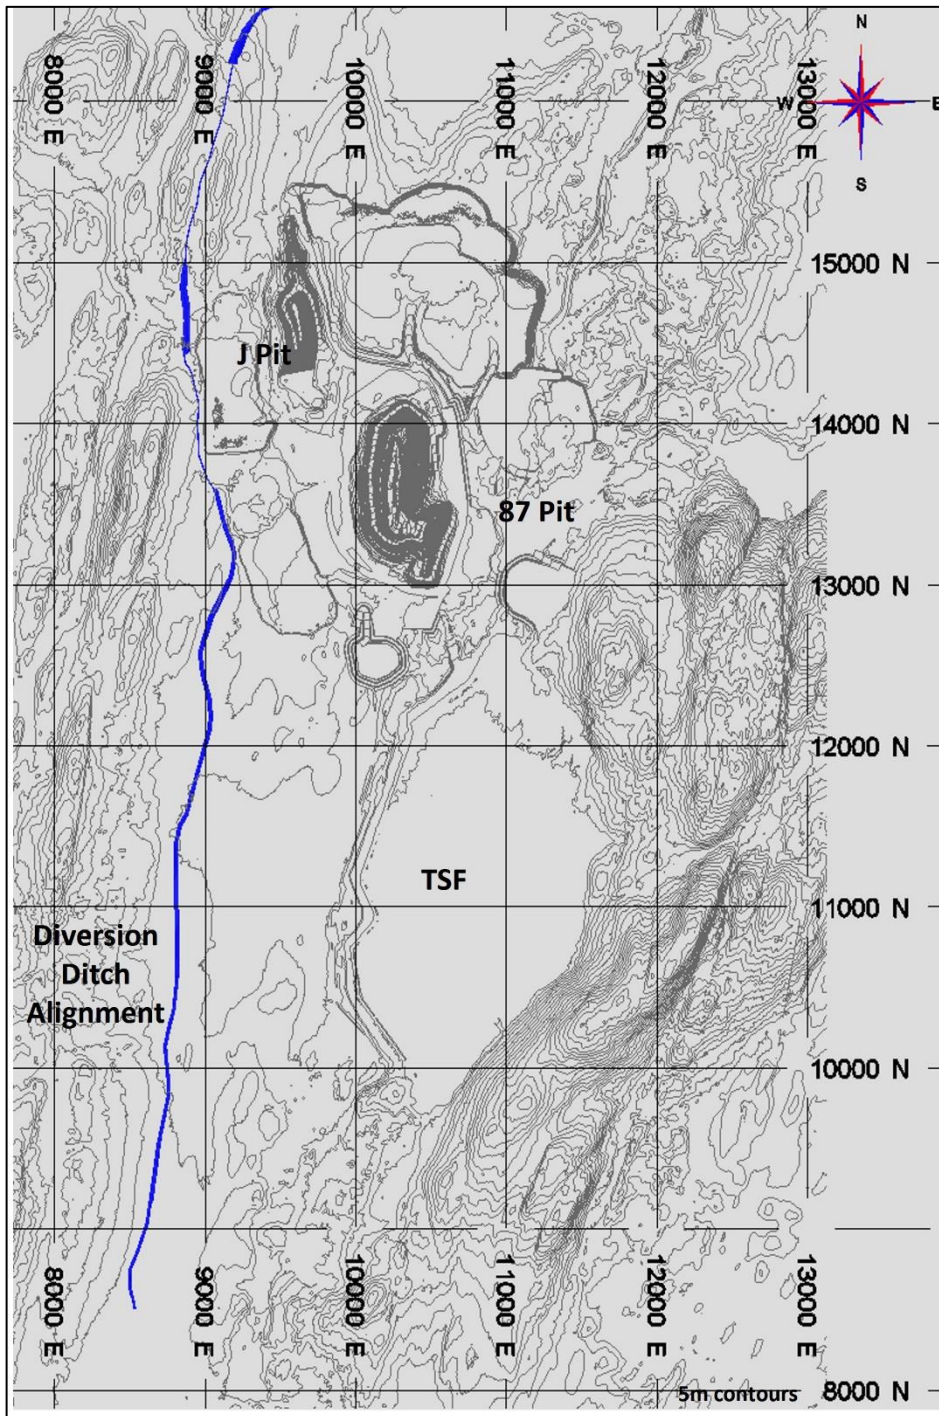 N
W E
S
8000 E
9000 E
10000 E
11000 E
12000 E
13000 E
15000 N
J Pit
14000 N
87 Pit
13000 N
12000 N
TSF
11000 N
Diversion
Ditch
Alignment
10000 N
8000 E
9000 E
10000 E
11000 E
12000 E
13000 E
5m contours
8000 N